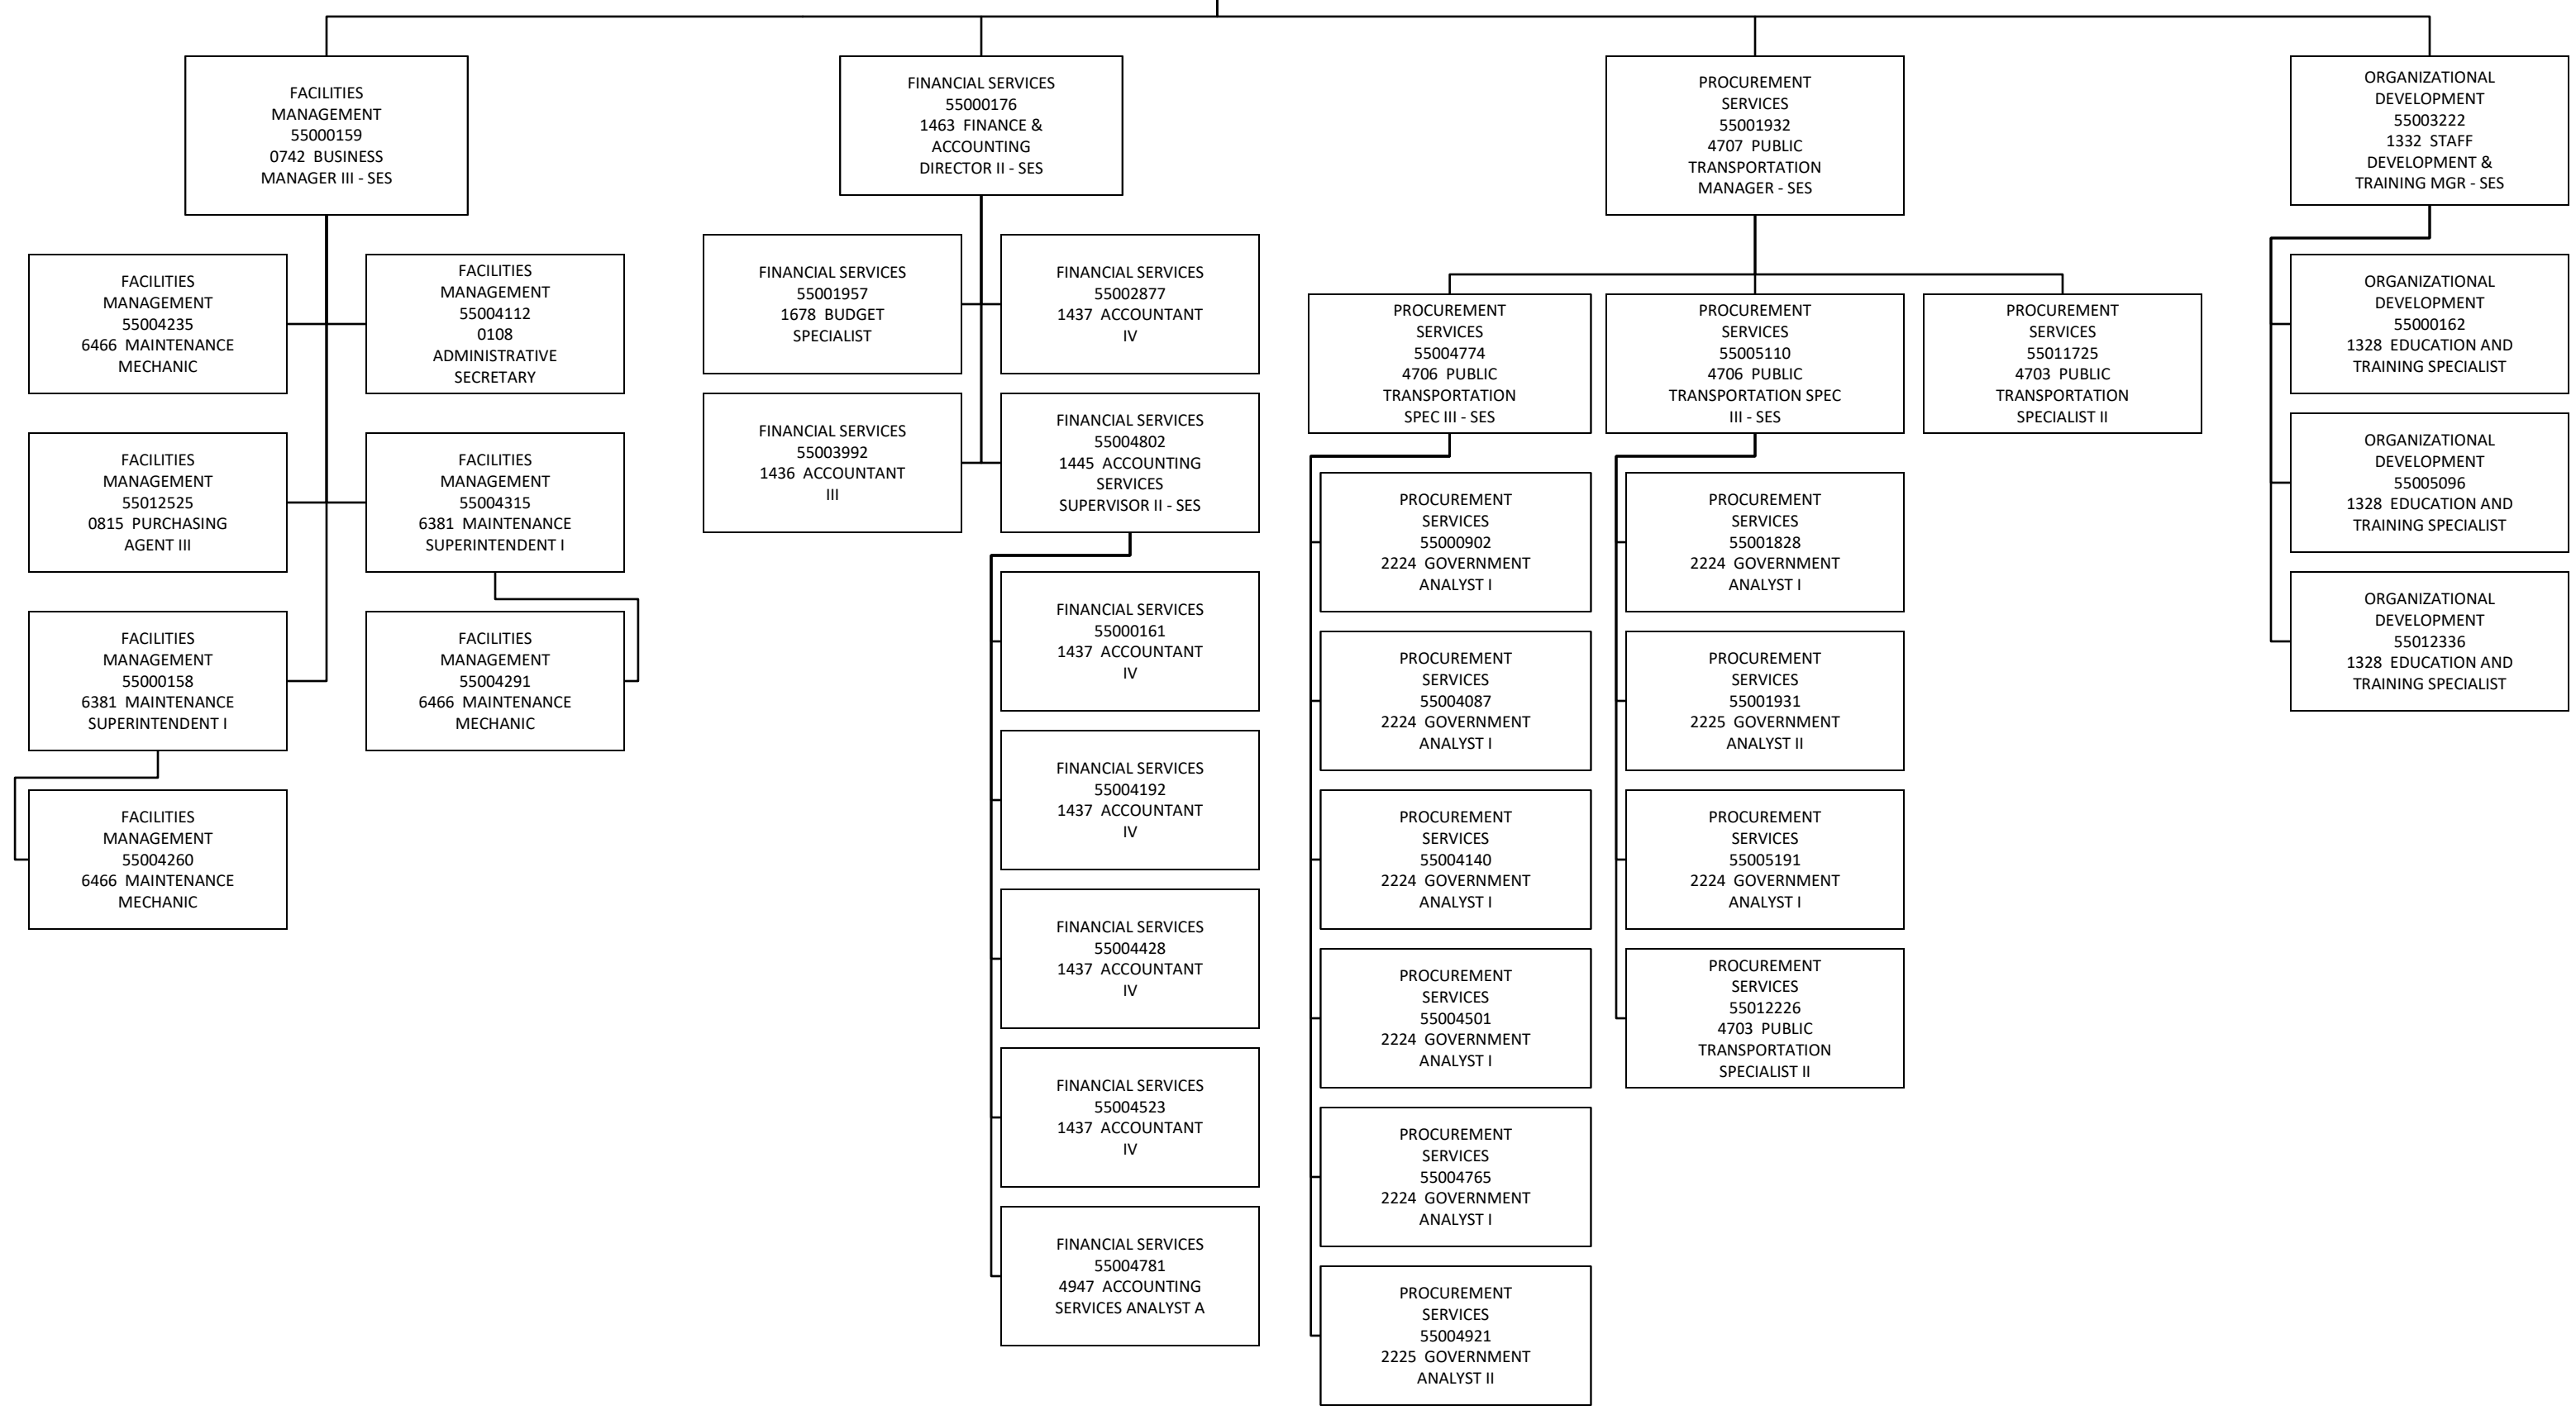 FACILITIES
MANAGEMENT
55000159
0742  BUSINESS
MANAGER III - SES
FINANCIAL SERVICES
55000176
1463  FINANCE &
ACCOUNTING
DIRECTOR II - SES
PROCUREMENT
SERVICES
55001932
4707  PUBLIC
TRANSPORTATION
MANAGER - SES
ORGANIZATIONAL
DEVELOPMENT
55003222
1332  STAFF
DEVELOPMENT &
TRAINING MGR - SES
FACILITIES
MANAGEMENT
55004235
6466  MAINTENANCE
MECHANIC
FACILITIES
MANAGEMENT
55004112
0108
ADMINISTRATIVE
SECRETARY
FACILITIES
MANAGEMENT
55012525
0815  PURCHASING
AGENT III
FACILITIES
MANAGEMENT
55004315
6381  MAINTENANCE
SUPERINTENDENT I
FACILITIES
MANAGEMENT
55000158
6381  MAINTENANCE
SUPERINTENDENT I
FACILITIES
MANAGEMENT
55004291
6466  MAINTENANCE
MECHANIC
FACILITIES
MANAGEMENT
55004260
6466  MAINTENANCE
MECHANIC
FINANCIAL SERVICES
55001957
1678  BUDGET
SPECIALIST
FINANCIAL SERVICES
55002877
1437  ACCOUNTANT
IV
FINANCIAL SERVICES
55003992
1436  ACCOUNTANT
III
FINANCIAL SERVICES
55004802
1445  ACCOUNTING
SERVICES
SUPERVISOR II - SES
FINANCIAL SERVICES
55000161
1437  ACCOUNTANT
IV
FINANCIAL SERVICES
55004192
1437  ACCOUNTANT
IV
FINANCIAL SERVICES
55004428
1437  ACCOUNTANT
IV
FINANCIAL SERVICES
55004523
1437  ACCOUNTANT
IV
FINANCIAL SERVICES
55004781
4947  ACCOUNTING
SERVICES ANALYST A
PROCUREMENT
SERVICES
55004774
4706  PUBLIC
TRANSPORTATION
SPEC III - SES
PROCUREMENT
SERVICES
55005110
4706  PUBLIC
TRANSPORTATION SPEC
III - SES
PROCUREMENT
SERVICES
55011725
4703  PUBLIC
TRANSPORTATION
SPECIALIST II
PROCUREMENT
SERVICES
55000902
2224  GOVERNMENT
ANALYST I
PROCUREMENT
SERVICES
55004087
2224  GOVERNMENT
ANALYST I
PROCUREMENT
SERVICES
55004140
2224  GOVERNMENT
ANALYST I
PROCUREMENT
SERVICES
55004501
2224  GOVERNMENT
ANALYST I
PROCUREMENT
SERVICES
55004765
2224  GOVERNMENT
ANALYST I
PROCUREMENT
SERVICES
55004921
2225  GOVERNMENT
ANALYST II
PROCUREMENT
SERVICES
55001828
2224  GOVERNMENT
ANALYST I
PROCUREMENT
SERVICES
55001931
2225  GOVERNMENT
ANALYST II
PROCUREMENT
SERVICES
55005191
2224  GOVERNMENT
ANALYST I
PROCUREMENT
SERVICES
55012226
4703  PUBLIC
TRANSPORTATION
SPECIALIST II
ORGANIZATIONAL
DEVELOPMENT
55000162
1328  EDUCATION AND
TRAINING SPECIALIST
ORGANIZATIONAL
DEVELOPMENT
55005096
1328  EDUCATION AND
TRAINING SPECIALIST
ORGANIZATIONAL
DEVELOPMENT
55012336
1328  EDUCATION AND
TRAINING SPECIALIST